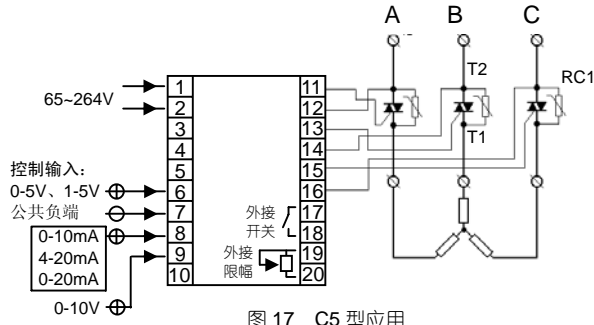 A B C
T2
RC1
T1
65~264V
1 11
2 12
3 13
4 14
5 15
6 16
7 17
8 18
9 19
10 20
控制输入：
0-5V、1-5V
公共负端
0-10mA
4-20mA
0-20mA
0-10V
外接
开关
外接
限幅
图 17 C5 型应用